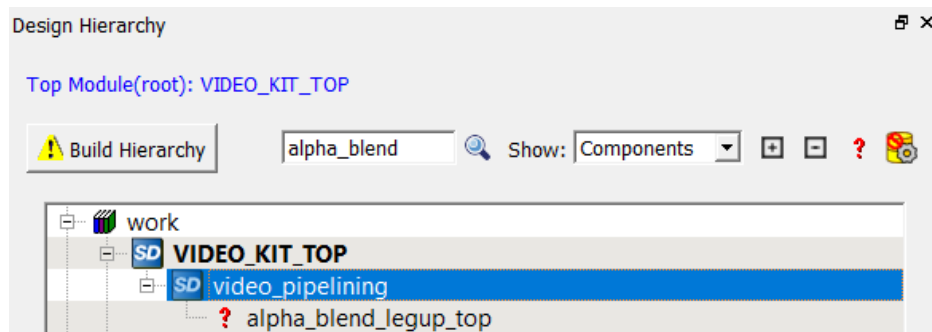 Design Hierarchy
Top Module(root): VIDEO_KIT_TOP
Build Hierarchy alpha_blend Show: Components ?
work
SD VIDEO_KIT_TOP
SD video_pipelining
? alpha_blend_legup_top